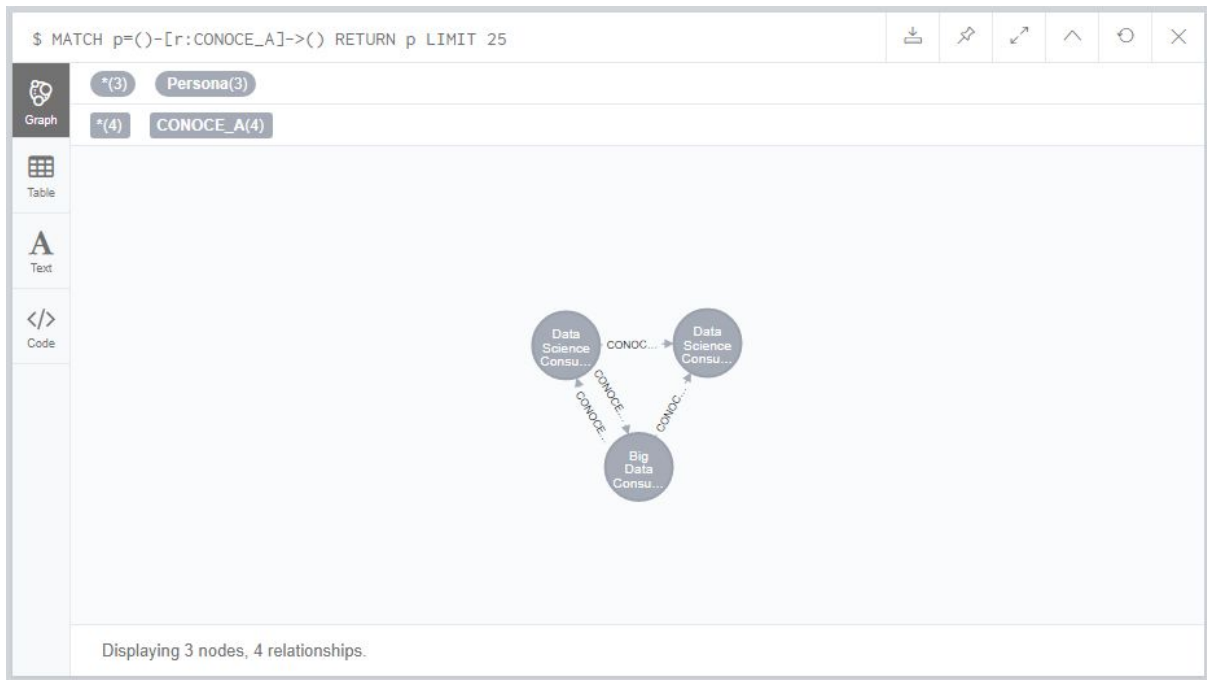 $ MATCH p=()-[r:CONOCE_A]->() RETURN p LIMIT 25
*(3) Persona(3)
Graph
*(4) CONOCE_A(4)
Table
Text
Code
Data
Science
Consu...
CONOC...
Data
Science
Consu...
CONOCE...
CONOCE...
CONOC...
Big
Data
Consu...
Displaying 3 nodes, 4 relationships.